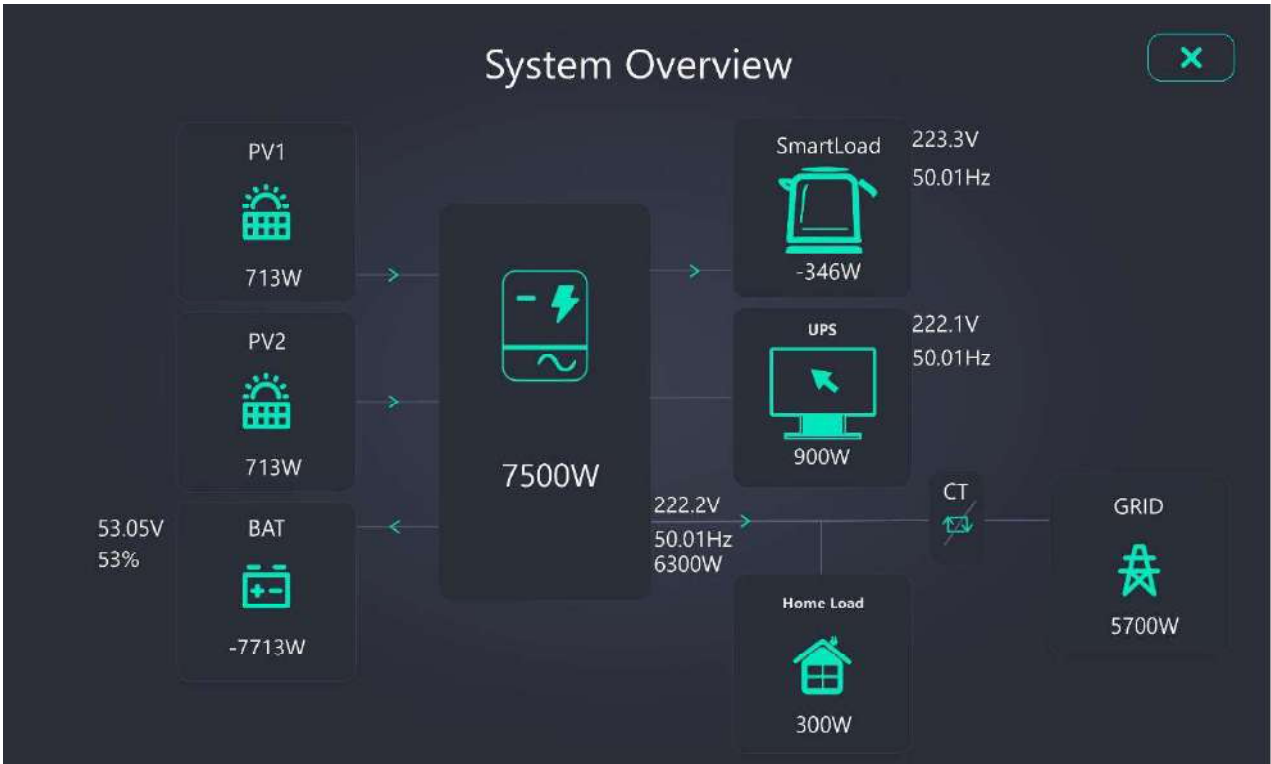 System Overview
PV1
713W
PV2
713W
53.05V
53%
BAT
-7713W
7500W
222.2V
50.01Hz
6300W
SmartLoad
-346W
223.3V
50.01Hz
UPS
900W
222.1V
50.01Hz
Home Load
300W
CT
GRID
5700W